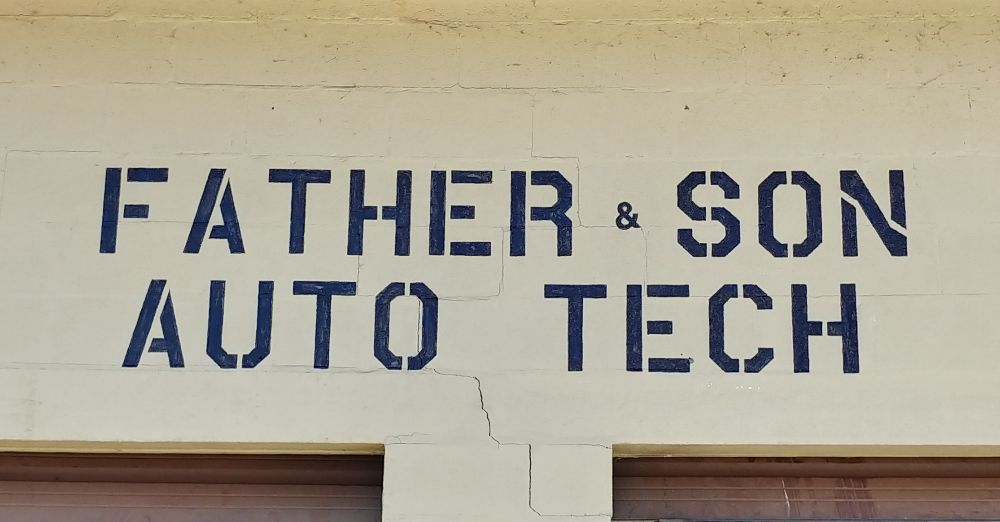 FATHER & SON
AUTO TECH